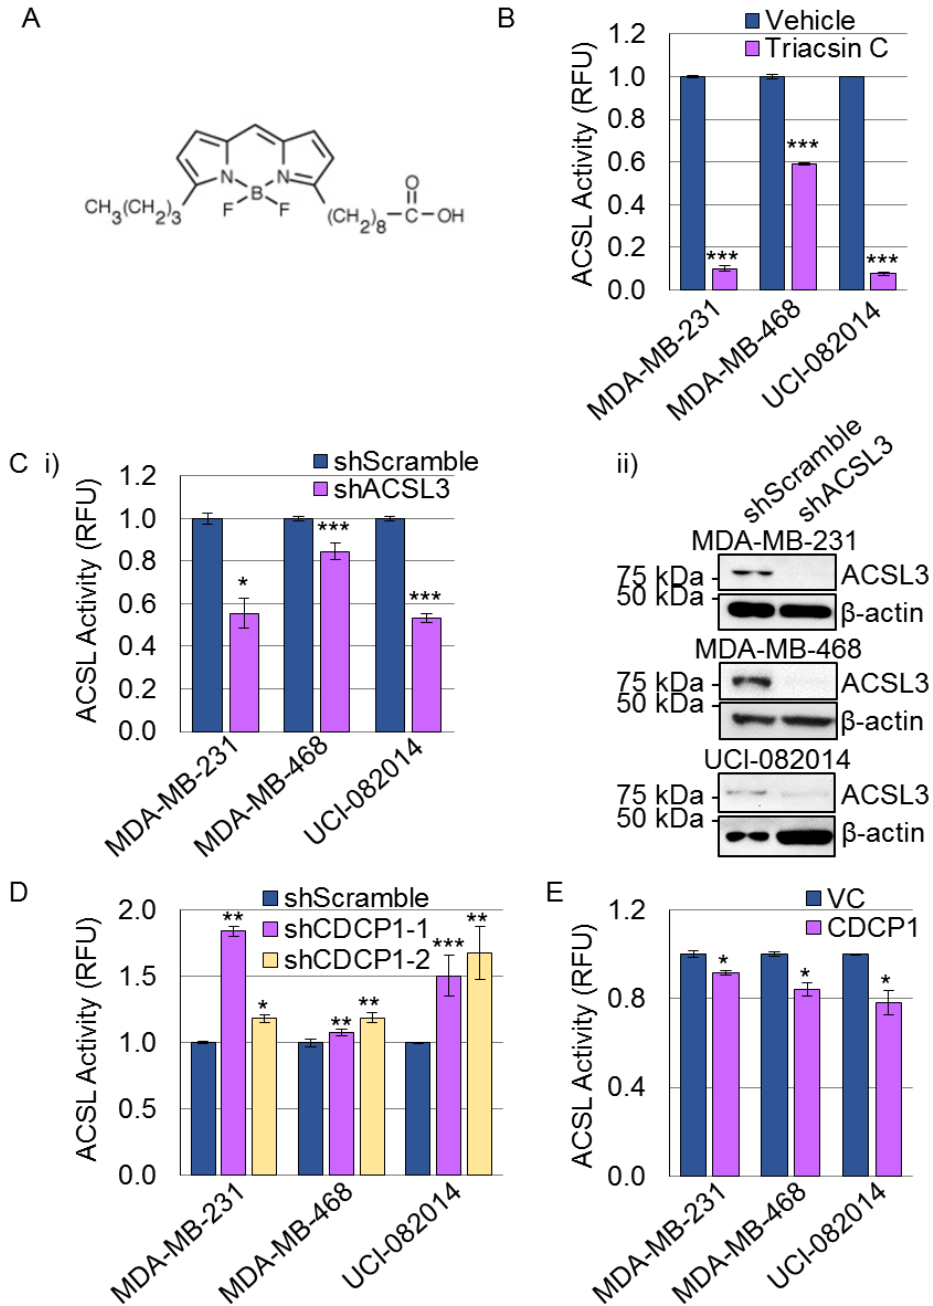 A
CH3(CH2)3
N
N
B
F
F
(CH2)8
C
O
OH
B
Vehicle
Triacsin C
ACSL Activity (RFU)
1.2
1.0
0.8
0.6
0.4
0.2
0.0
***
***
***
MDA-MB-231
MDA-MB-468
UCI-082014
C i)
shScramble
shACSL3
ACSL Activity (RFU)
1.2
1.0
0.8
0.6
0.4
0.2
0.0
*
***
***
MDA-MB-231
MDA-MB-468
UCI-082014
ii)
shScramble
shACSL3
MDA-MB-231
75 kDa
ACSL3
50 kDa
β-actin
MDA-MB-468
75 kDa
ACSL3
50 kDa
β-actin
UCI-082014
75 kDa
ACSL3
50 kDa
β-actin
D
shScramble
shCDCP1-1
shCDCP1-2
ACSL Activity (RFU)
2.0
1.5
1.0
0.5
0.0
**
*
**
**
***
**
MDA-MB-231
MDA-MB-468
UCI-082014
E
VC
CDCP1
ACSL Activity (RFU)
1.2
0.8
0.4
0.0
*
*
*
MDA-MB-231
MDA-MB-468
UCI-082014